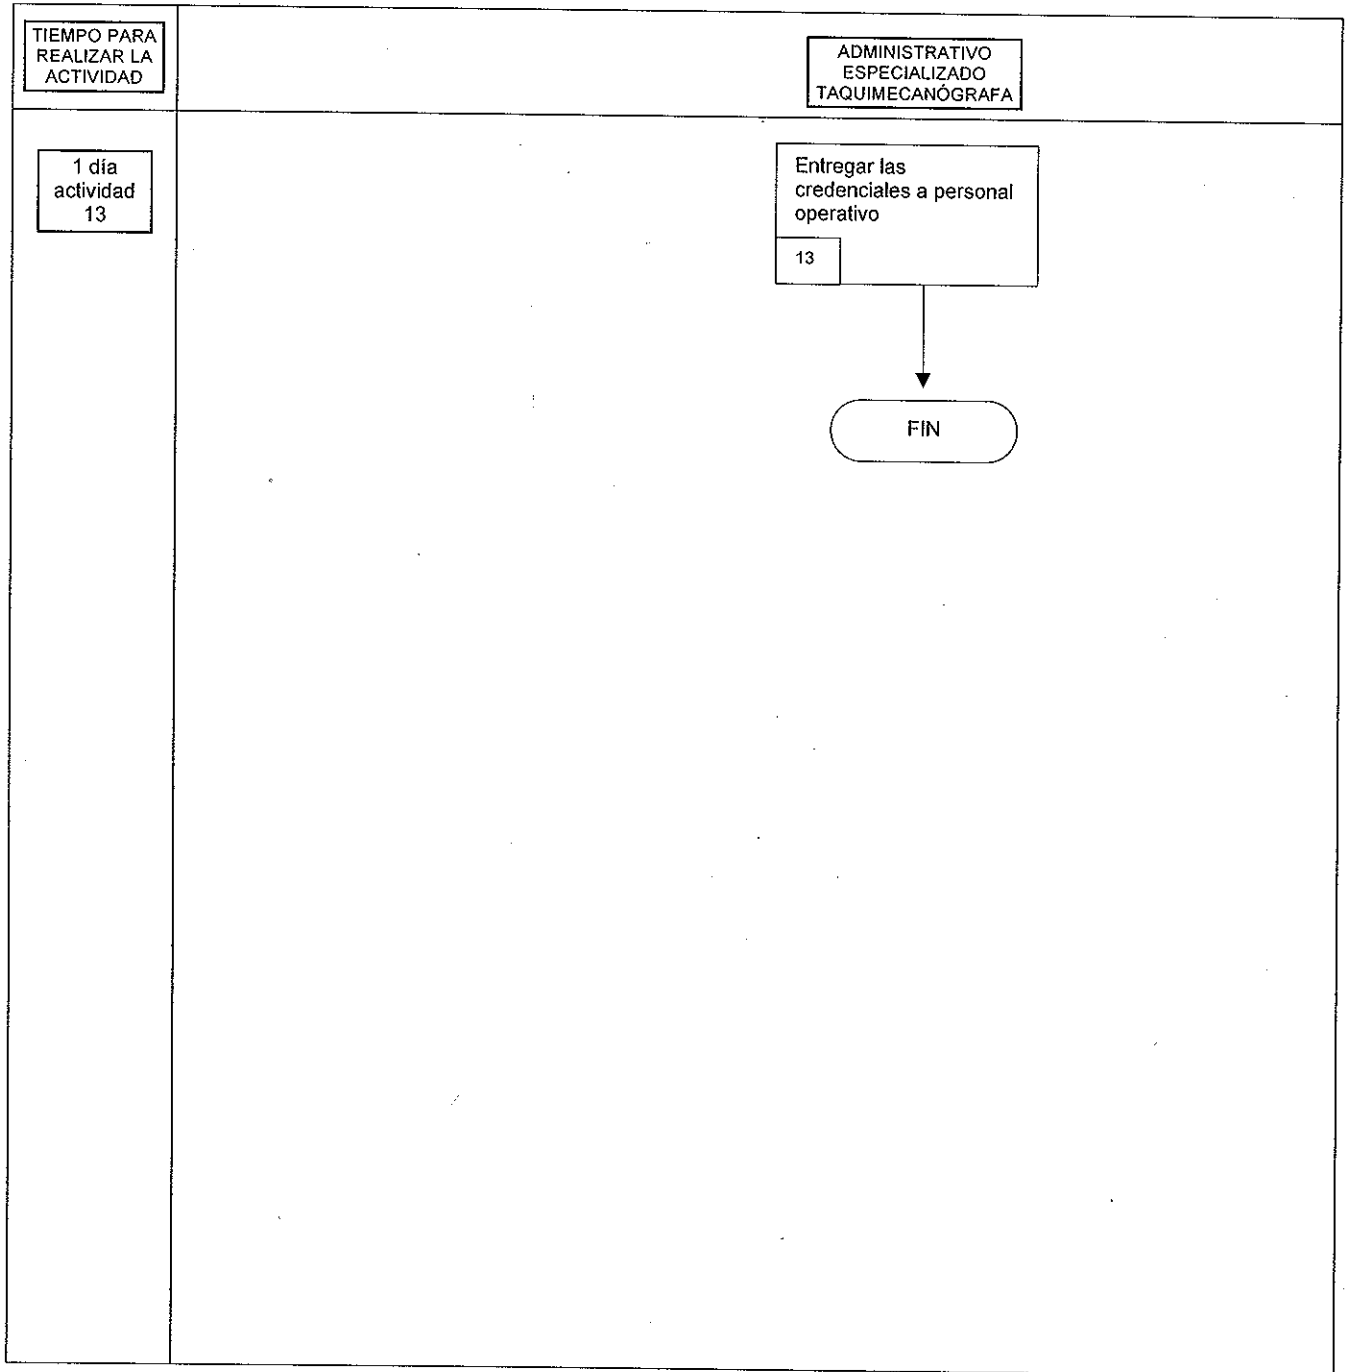 TIEMPO PARA
REALIZAR LA
ACTIVIDAD
ADMINISTRATIVO
ESPECIALIZADO
TAQUIMECANÓGRAFA
1 día
actividad
13
Entregar las
credenciales a personal
operativo
13
FIN